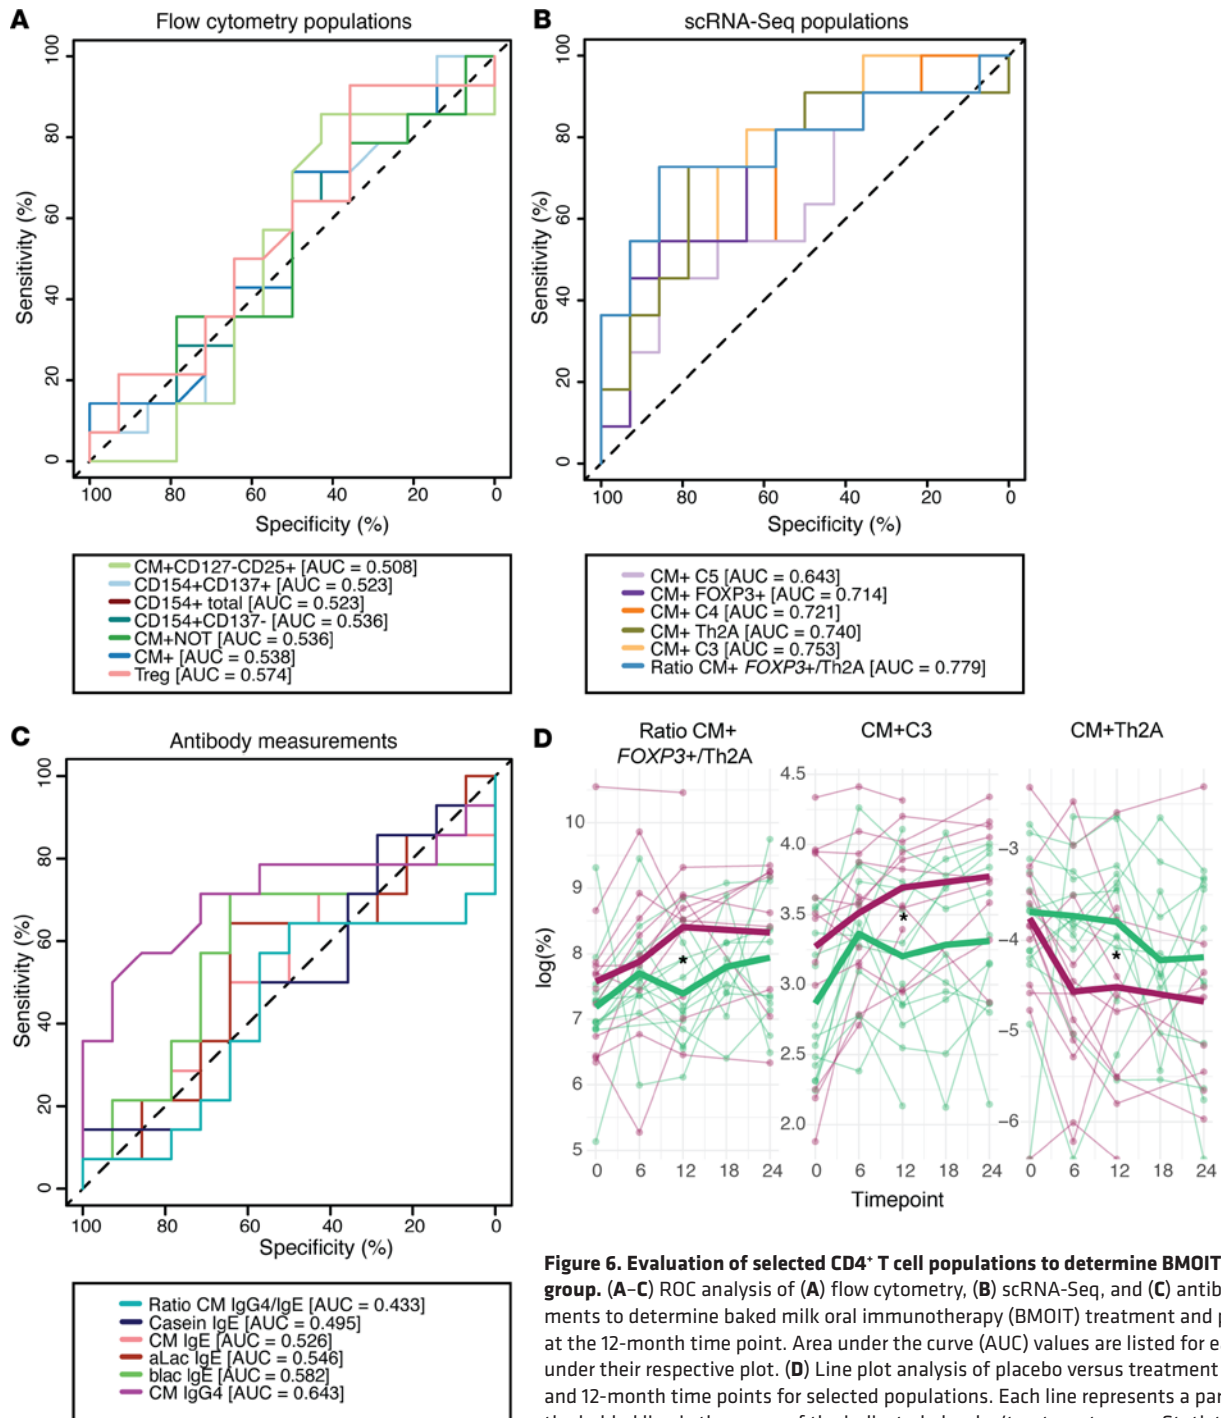 A
Flow cytometry populations
Sensitivity (%)
0
20
40
60
80
100
100
80
60
40
20
0
Specificity (%)
CM+CD127-CD25+ [AUC = 0.508]
CD154+CD137+ [AUC = 0.523]
CD154+ total [AUC = 0.523]
CD154+CD137- [AUC = 0.536]
CM+NOT [AUC = 0.536]
CM+ [AUC = 0.538]
Treg [AUC = 0.574]
B
scRNA-Seq populations
Sensitivity (%)
0
20
40
60
80
100
100
80
60
40
20
0
Specificity (%)
CM+ C5 [AUC = 0.643]
CM+ FOXP3+ [AUC = 0.714]
CM+ C4 [AUC = 0.721]
CM+ Th2A [AUC = 0.740]
CM+ C3 [AUC = 0.753]
Ratio CM+ FOXP3+/Th2A [AUC = 0.779]
C
Antibody measurements
Sensitivity (%)
0
20
40
60
80
100
100
80
60
40
20
0
Specificity (%)
Ratio CM IgG4/IgE [AUC = 0.433]
Casein IgE [AUC = 0.495]
CM IgE [AUC = 0.526]
aLac IgE [AUC = 0.546]
blac IgE [AUC = 0.582]
CM IgG4 [AUC = 0.643]
D
Ratio CM+
FOXP3+/Th2A
log(%)
10
9
8
7
6
5
*
0 6 12 18 24
CM+C3
4.5
4.0
3.5
3.0
2.5
2.0
*
0 6 12 18 24
CM+Th2A
−3
−4
−5
−6
*
0 6 12 18 24
Timepoint
Figure 6. Evaluation of selected CD4+ T cell populations to determine BMOIT
group. (A–C) ROC analysis of (A) flow cytometry, (B) scRNA-Seq, and (C) antib
ments to determine baked milk oral immunotherapy (BMOIT) treatment and p
at the 12-month time point. Area under the curve (AUC) values are listed for e
under their respective plot. (D) Line plot analysis of placebo versus treatment
and 12-month time points for selected populations. Each line represents a par